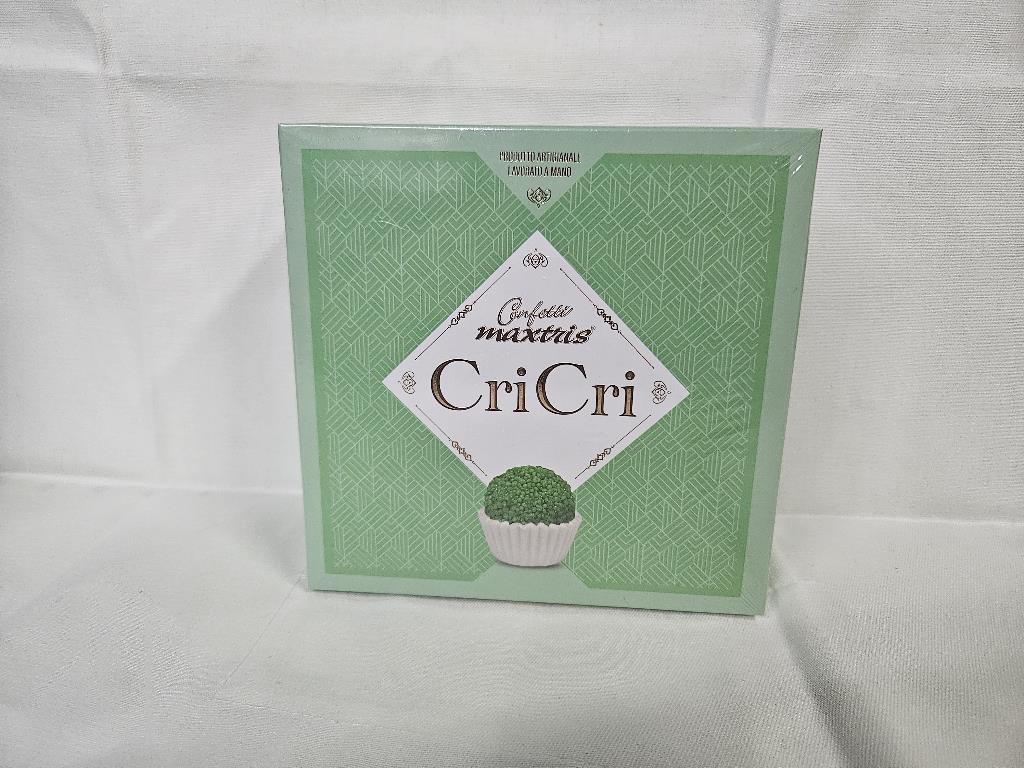 PRODOTTO ARTIGIANALE
LAVORATO A MANO
Confetti
maxtris®
CriCri